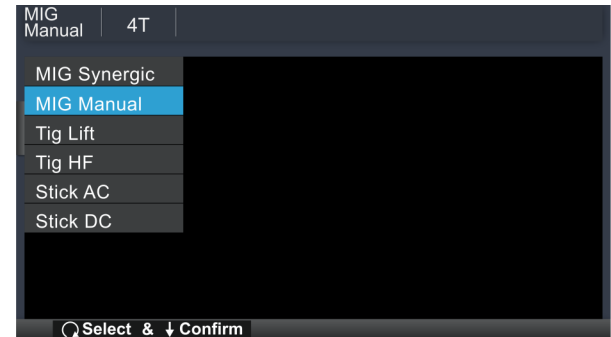 MIG
Manual
4T
MIG Synergic
MIG Manual
Tig Lift
Tig HF
Stick AC
Stick DC
Select & ↓ Confirm